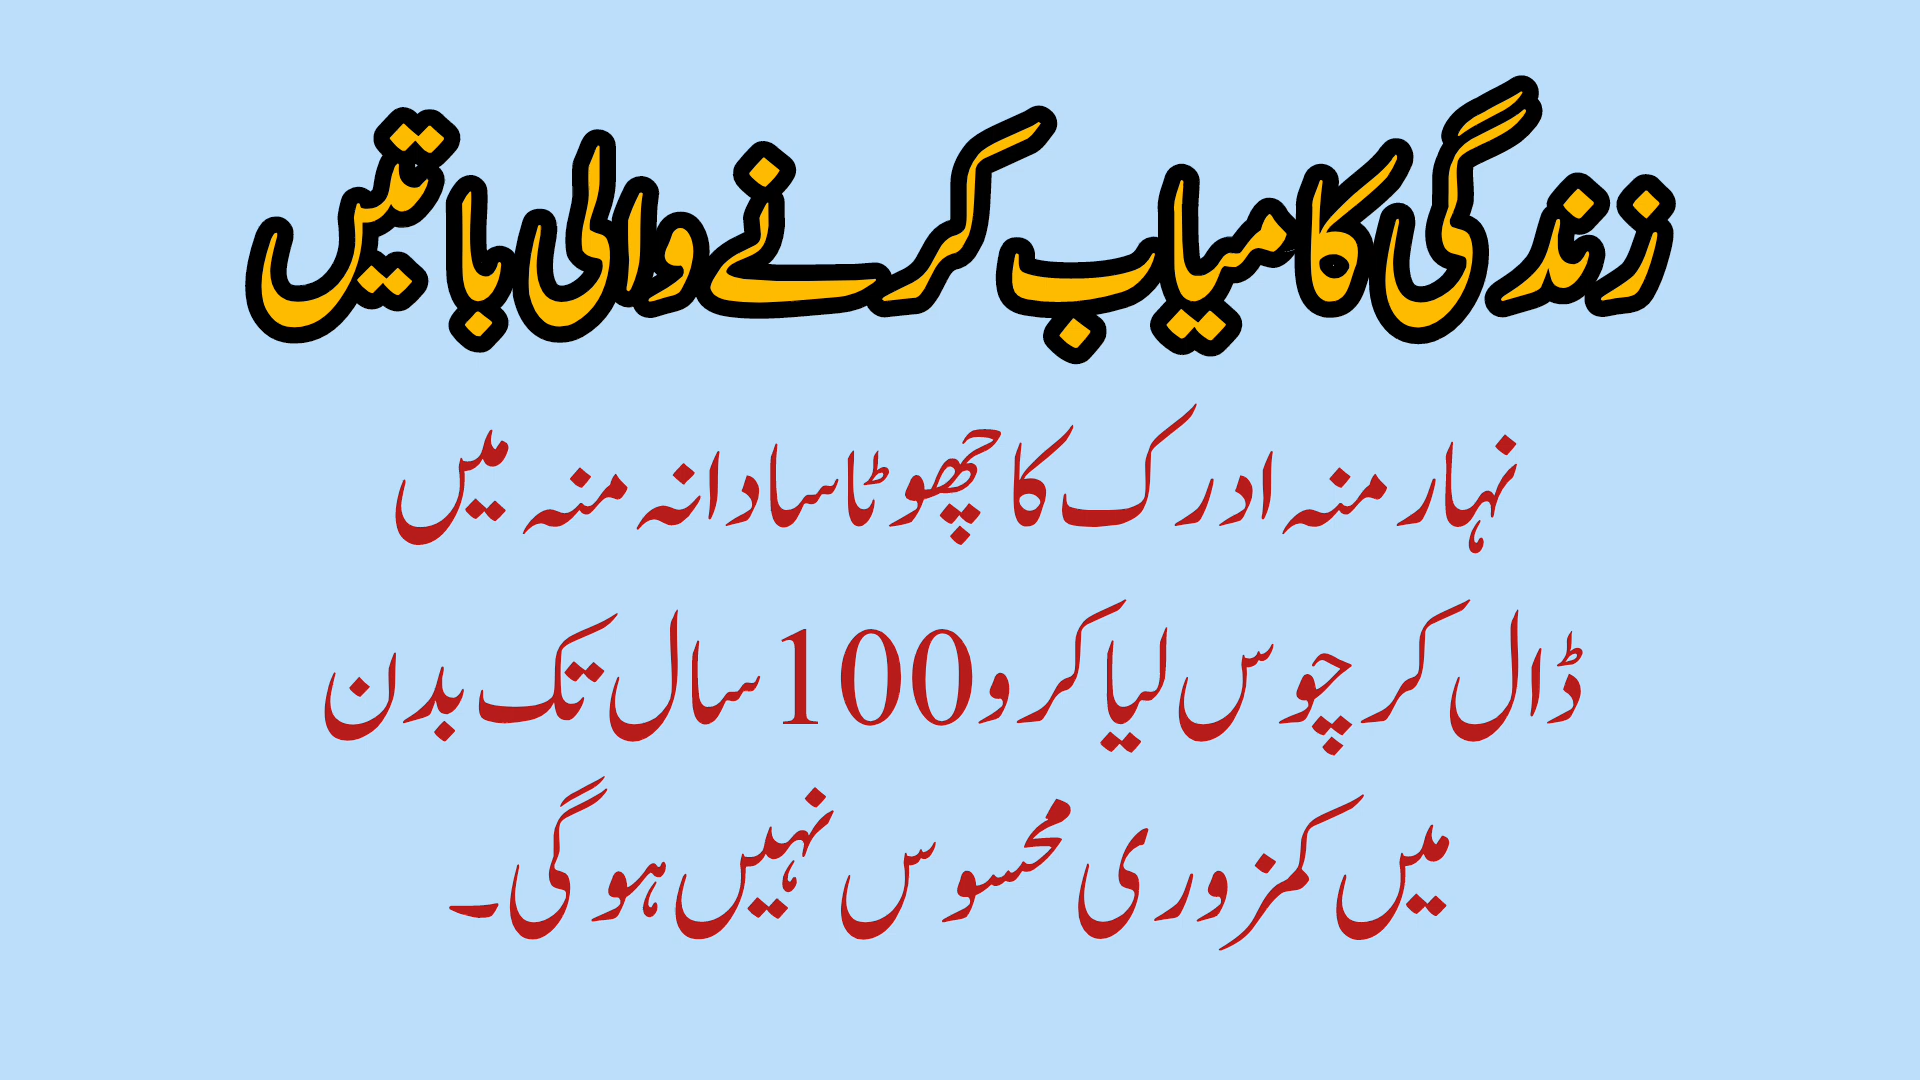 زندگی کامیاب کرنے والی باتیں
نہار منہ ادرک کا چھوٹا سا دانہ منہ میں
ڈال کر چوس لیا کرو 100 سال تک بدن
میں کمزوری محسوس نہیں ہو گی۔